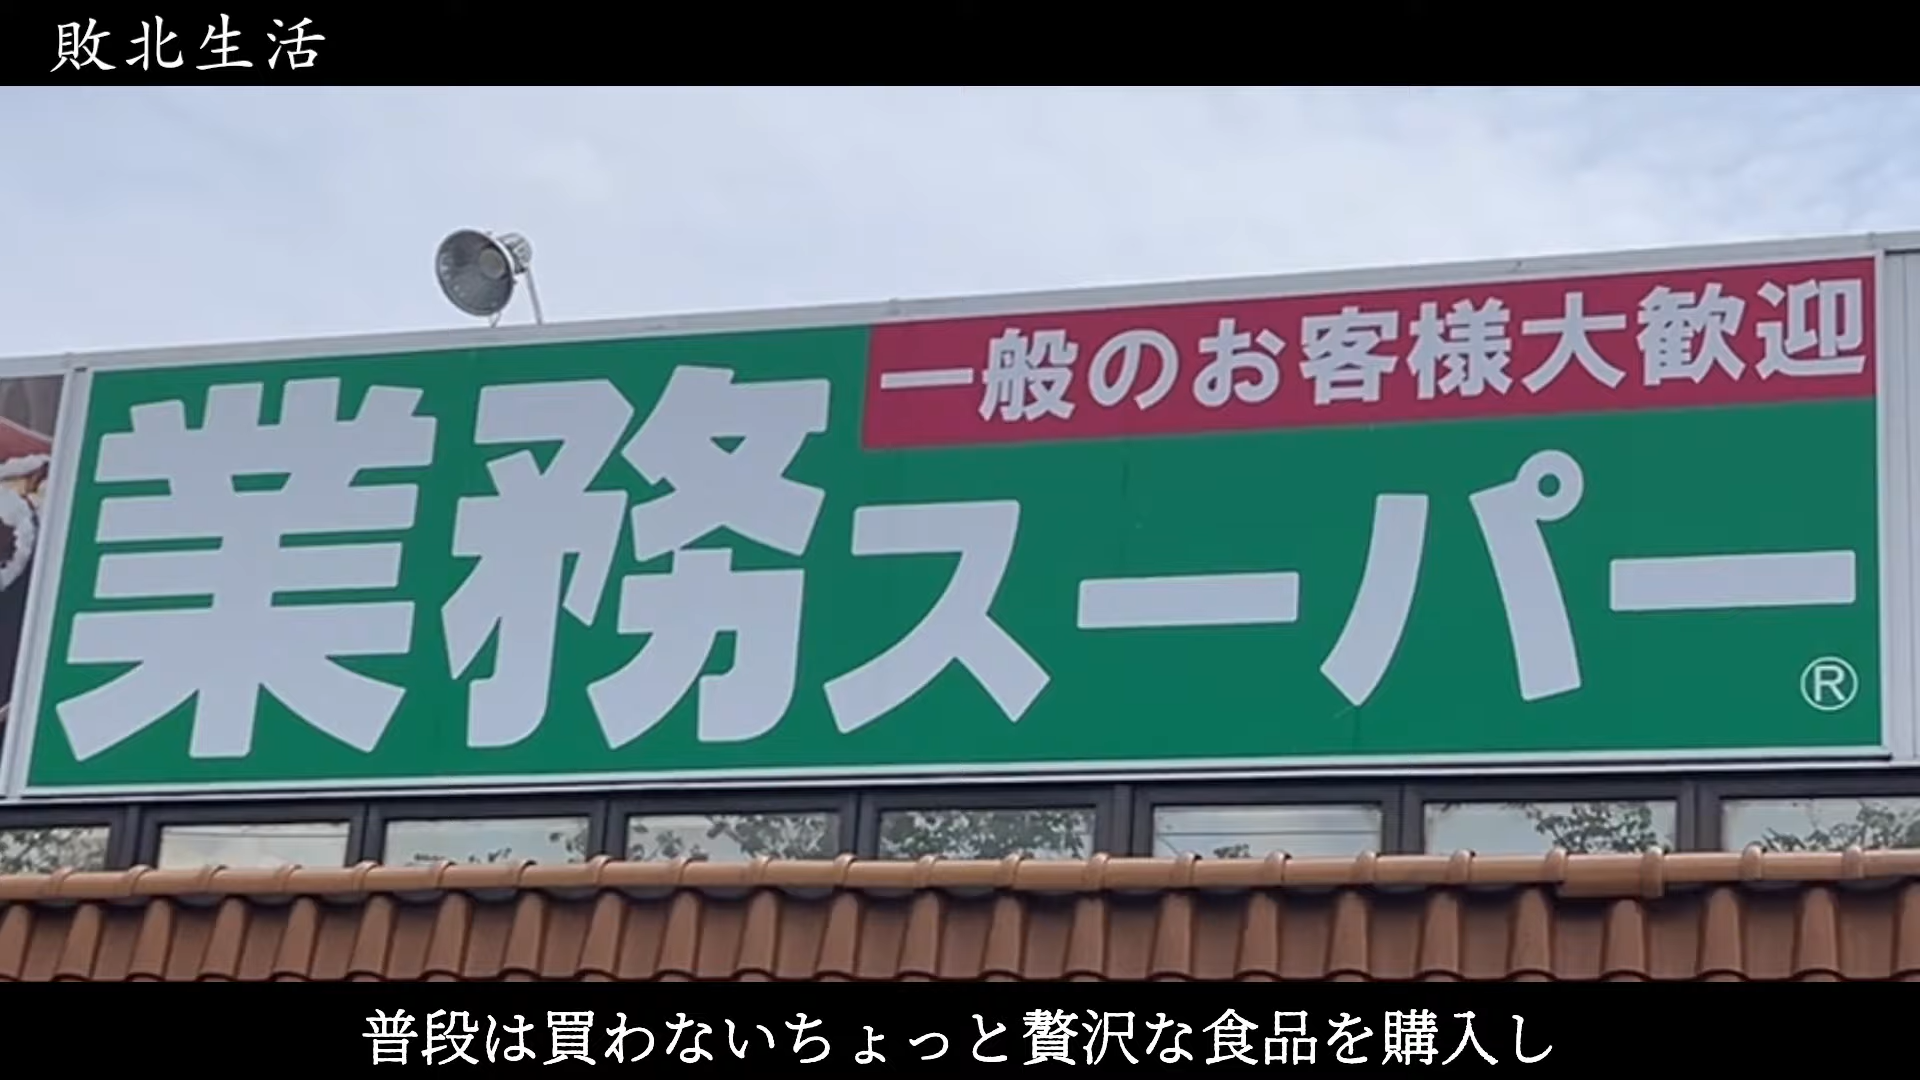 敗北生活
一般のお客様大歓迎
業務スーパー
®
普段は買わないちょっと贅沢な食品を購入し